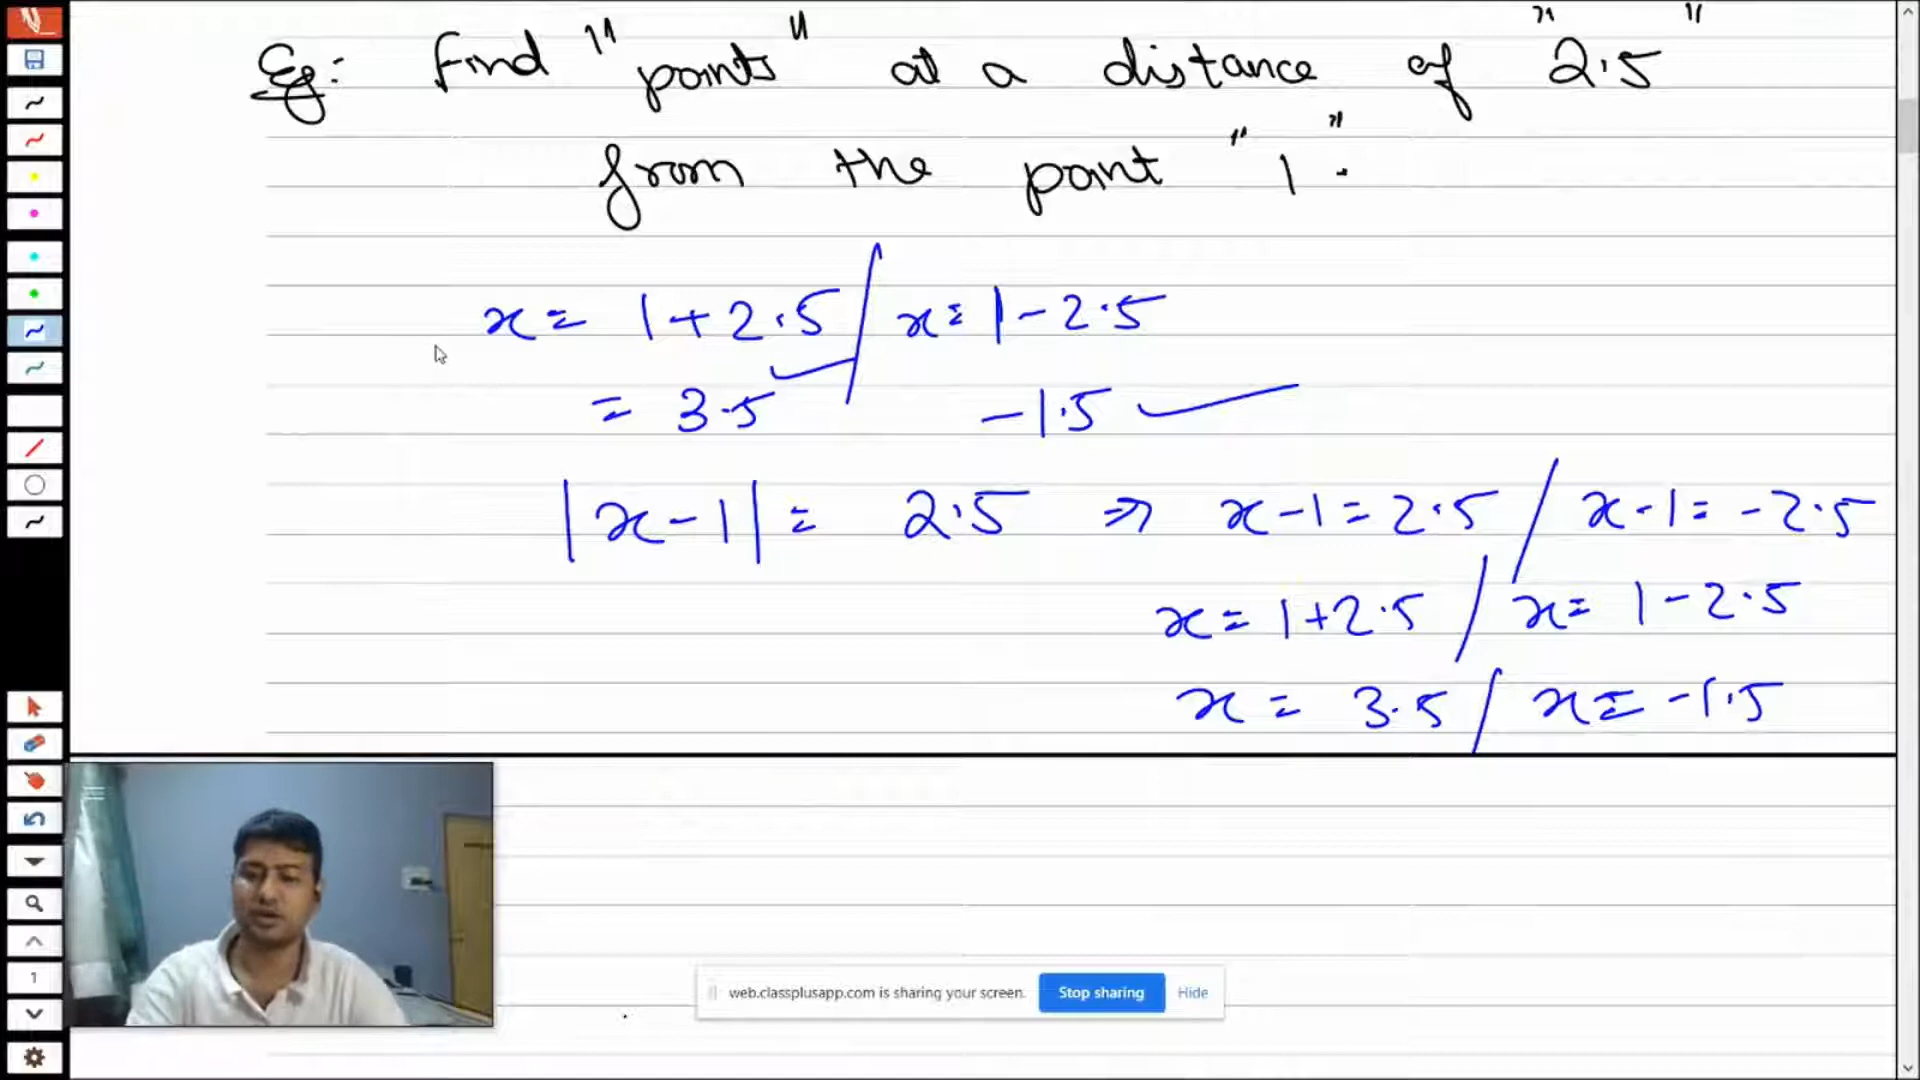 Eg: Find "points" at a distance of "2.5"
from the point "1".
x = 1+2.5 / x = 1-2.5
= 3.5 -1.5
|x-1| = 2.5 ⇒ x-1 = 2.5 / x-1 = -2.5
x = 1+2.5 / x = 1-2.5
x = 3.5 / x = -1.5
1
web.classplusapp.com is sharing your screen. Stop sharing Hide